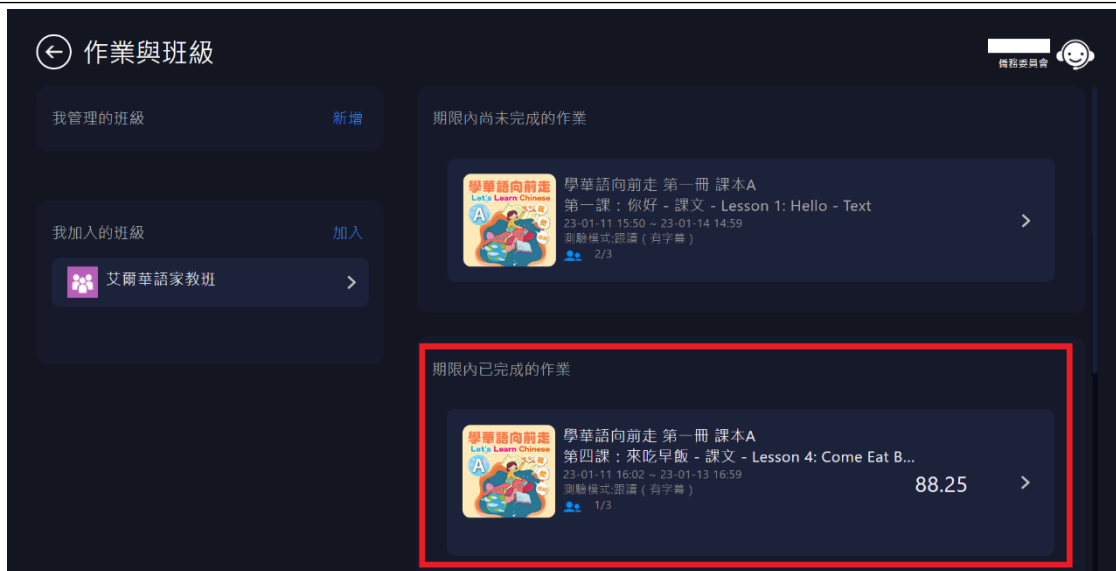 作業與班級
僑務委員會
我管理的班級
新增
我加入的班級
加入
艾爾華語家教班
期限內尚未完成的作業
學華語向前走
Let's Learn Chinese
A
學華語向前走 第一冊 課本A
第一課：你好 - 課文 - Lesson 1: Hello - Text
23-01-11 15:50 ~ 23-01-14 14:59
測驗模式:跟讀 ( 有字幕 )
2/3
期限內已完成的作業
學華語向前走
Let's Learn Chinese
A
學華語向前走 第一冊 課本A
第四課：來吃早飯 - 課文 - Lesson 4: Come Eat B...
23-01-11 16:02 ~ 23-01-13 16:59
測驗模式:跟讀 ( 有字幕 )
1/3
88.25